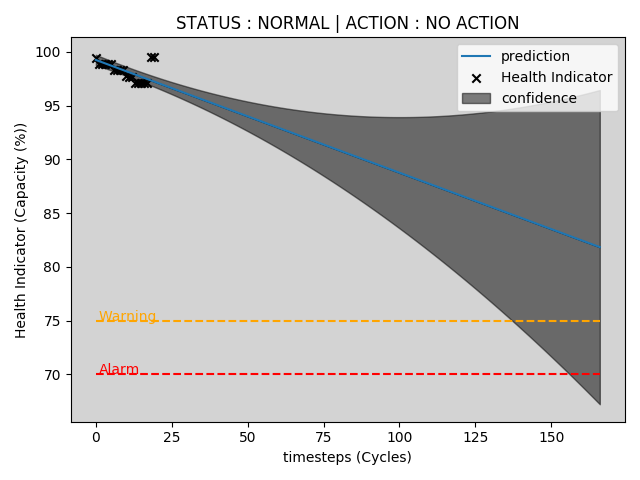 STATUS : NORMAL | ACTION : NO ACTION
prediction
Health Indicator
confidence
Health Indicator (Capacity (%))
100
95
90
85
80
75
70
Warning
Alarm
0
25
50
75
100
125
150
timesteps (Cycles)